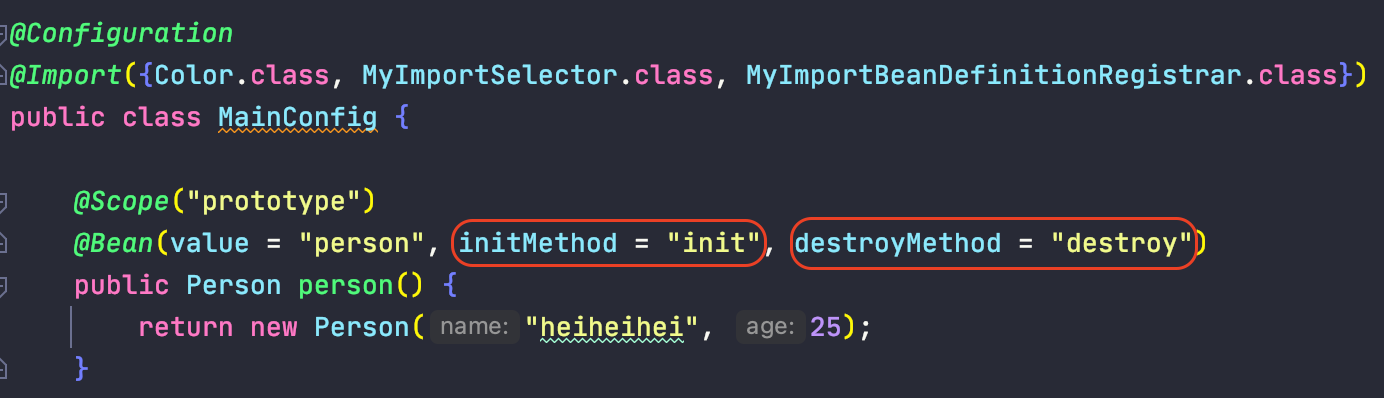 @Configuration
@Import({Color.class, MyImportSelector.class, MyImportBeanDefinitionRegistrar.class})
public class MainConfig {
@Scope("prototype")
@Bean(value = "person", initMethod = "init", destroyMethod = "destroy")
public Person person() {
return new Person( name: "heiheihei", age: 25);
}